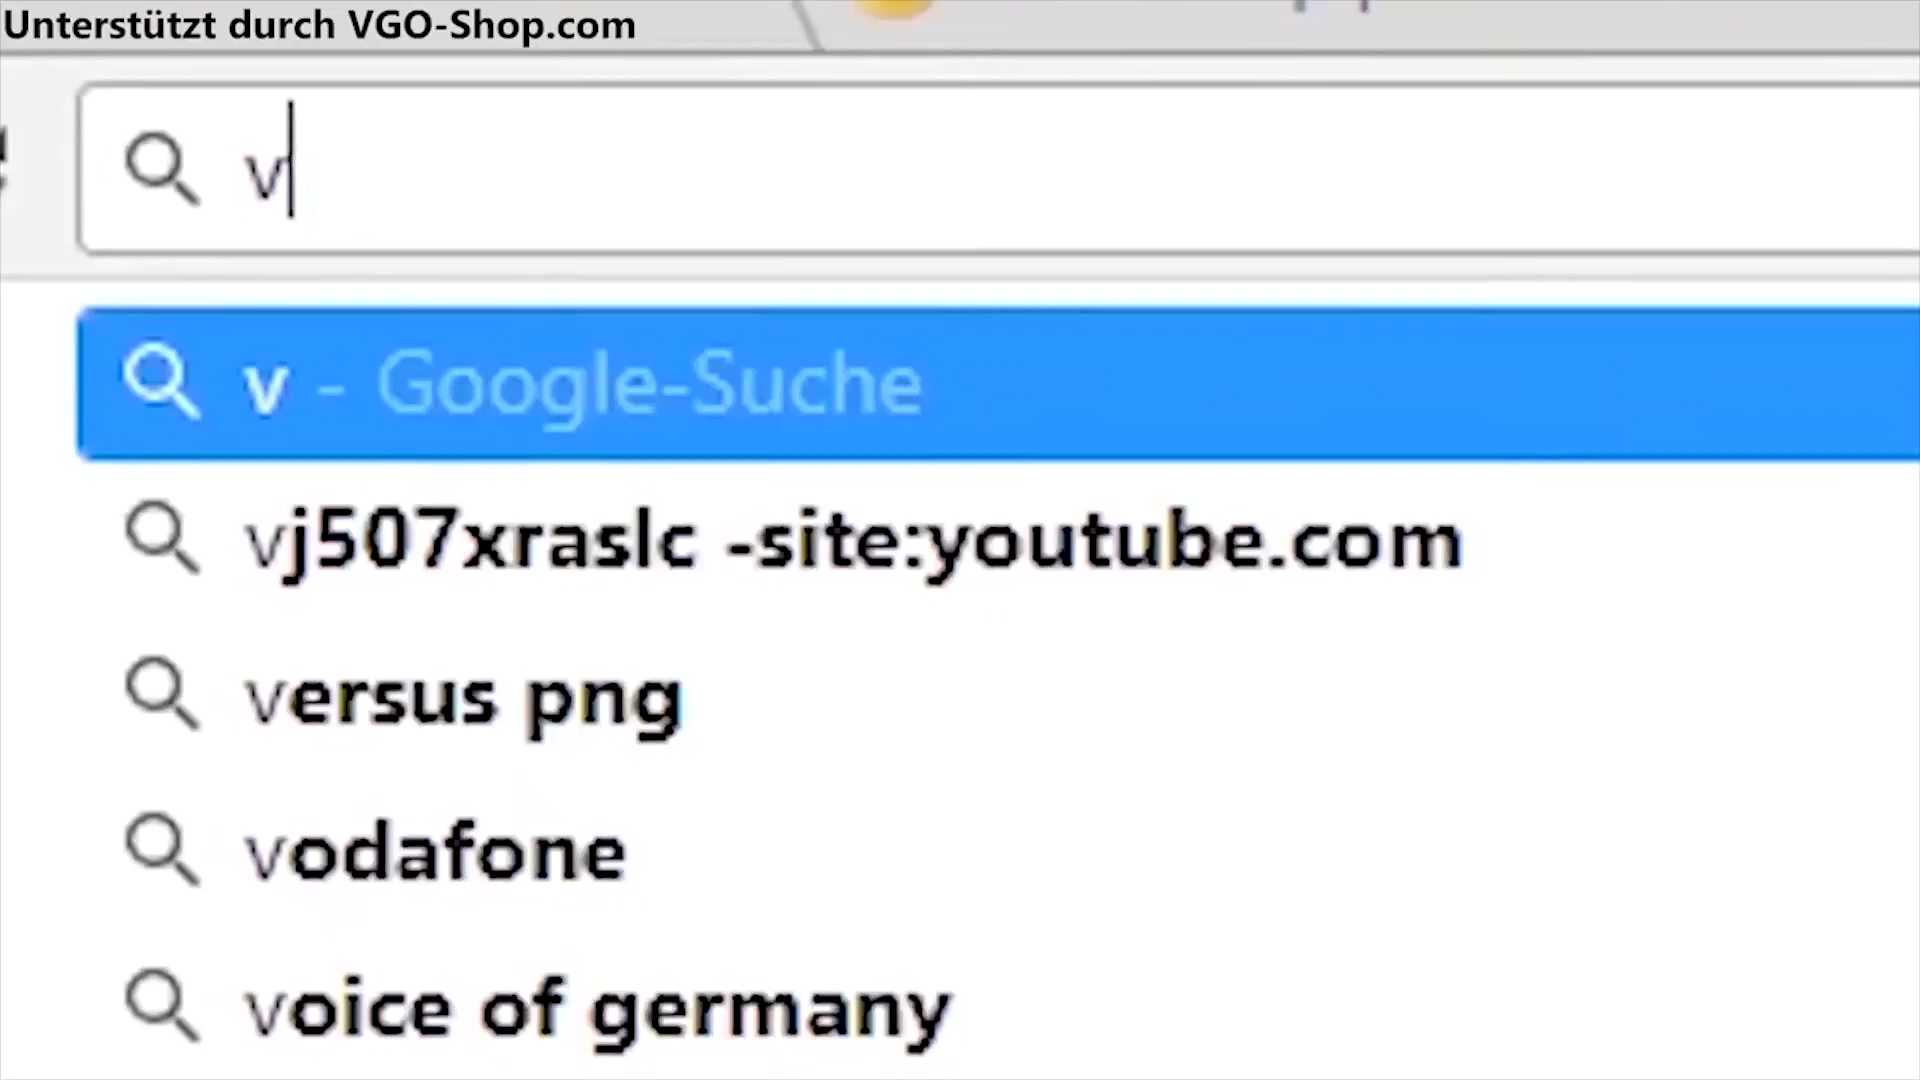 Unterstützt durch VGO-Shop.com
v
v - Google-Suche
vj507xraslc -site:youtube.com
versus png
vodafone
voice of germany